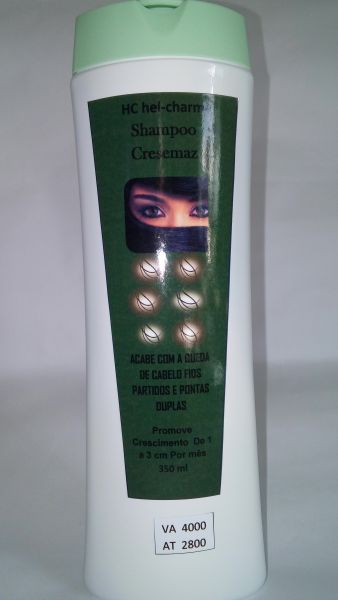 HC hel-charm
Shampoo
Cresemaz
ACABE COM A QUEDA
DE CABELO FIOS
PARTIDOS E PONTAS
DUPLAS
Promove
Crescimento De 1
a 3 cm Por mês
350 ml
VA 4000
AT 2800